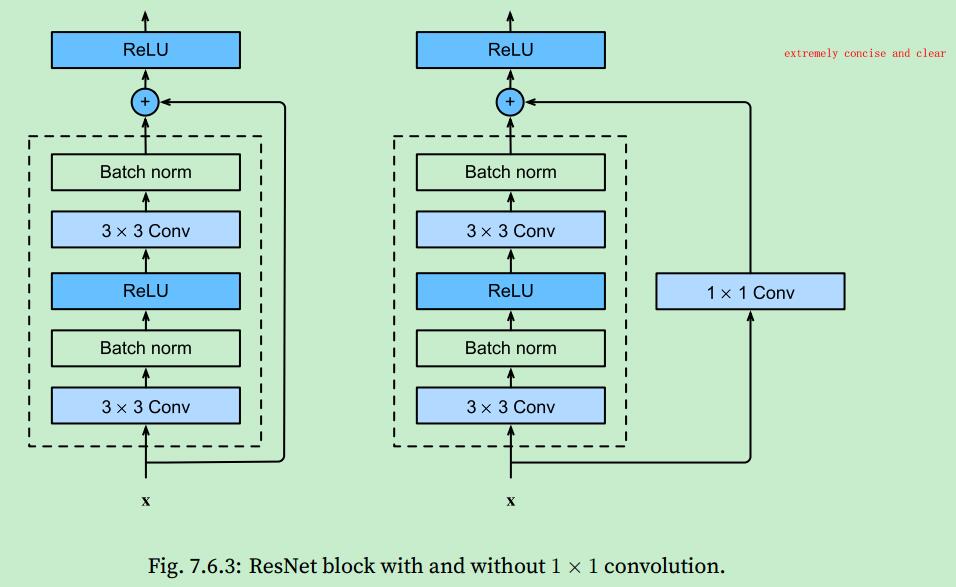 ReLU
+
Batch norm
3 × 3 Conv
ReLU
Batch norm
3 × 3 Conv
x
ReLU
+
Batch norm
3 × 3 Conv
ReLU
Batch norm
3 × 3 Conv
x
1 × 1 Conv
extremely concise and clear
Fig. 7.6.3: ResNet block with and without 1 × 1 convolution.